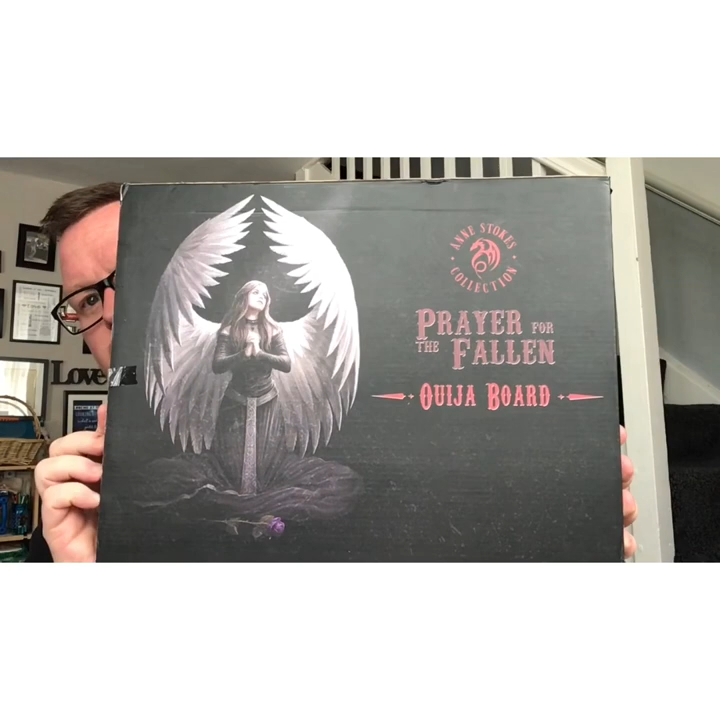 ANNE STOKES
COLLECTION
PRAYER FOR
THE FALLEN
OUIJA BOARD
Love